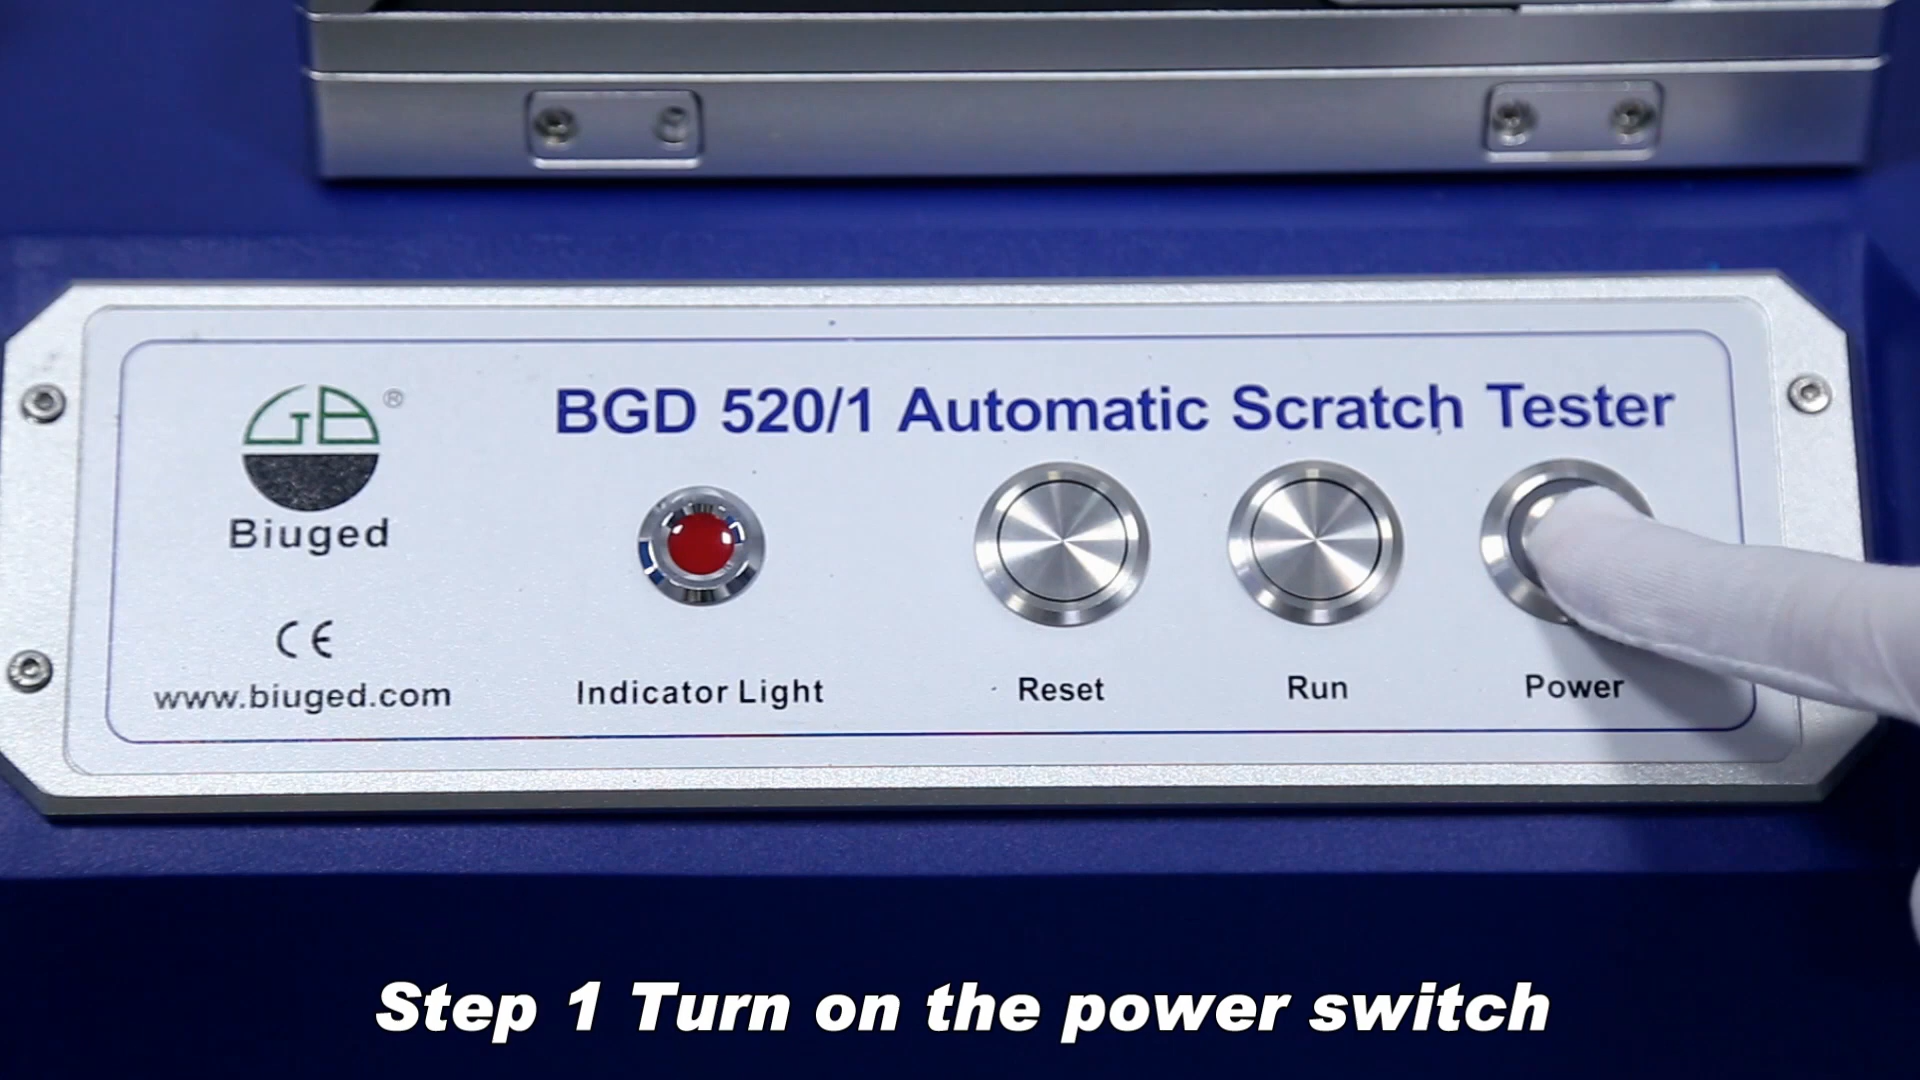 GB®
BGD 520/1 Automatic Scratch Tester
Biuged
CE
www.biuged.com
Indicator Light
Reset
Run
Power
Step 1 Turn on the power switch